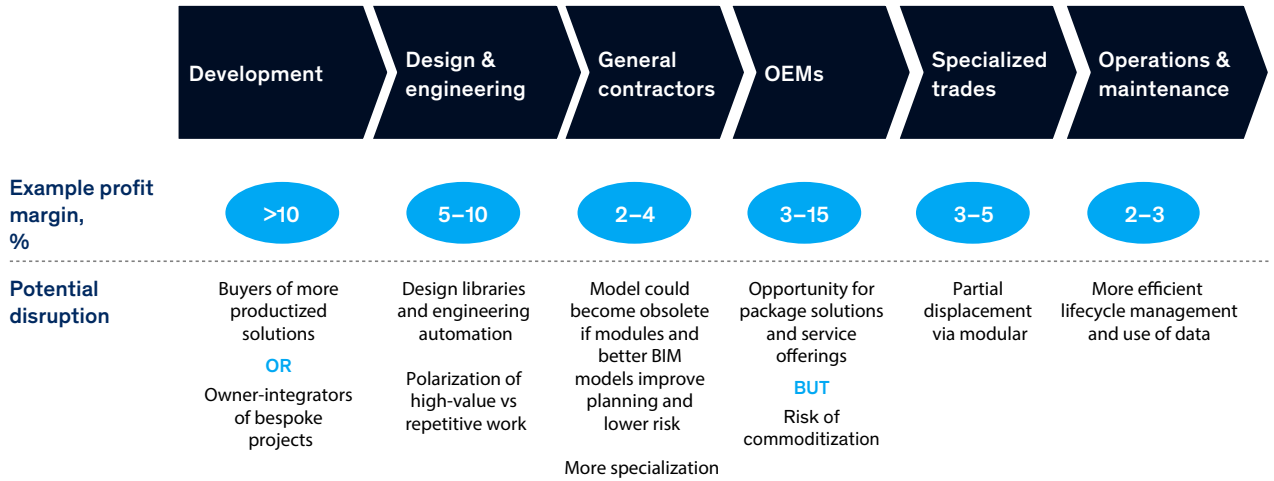 Development
Design &
engineering
General
contractors
OEMs
Specialized
trades
Operations &
maintenance
Example profit
margin,
%
>10
5–10
2–4
3–15
3–5
2–3
Potential
disruption
Buyers of more
productized
solutions
OR
Owner-integrators
of bespoke
projects
Design libraries
and engineering
automation
Polarization of
high-value vs
repetitive work
Model could
become obsolete
if modules and
better BIM
models improve
planning and
lower risk
More specialization
Opportunity for
package solutions
and service
offerings
BUT
Risk of
commoditization
Partial
displacement
via modular
More efficient
lifecycle management
and use of data